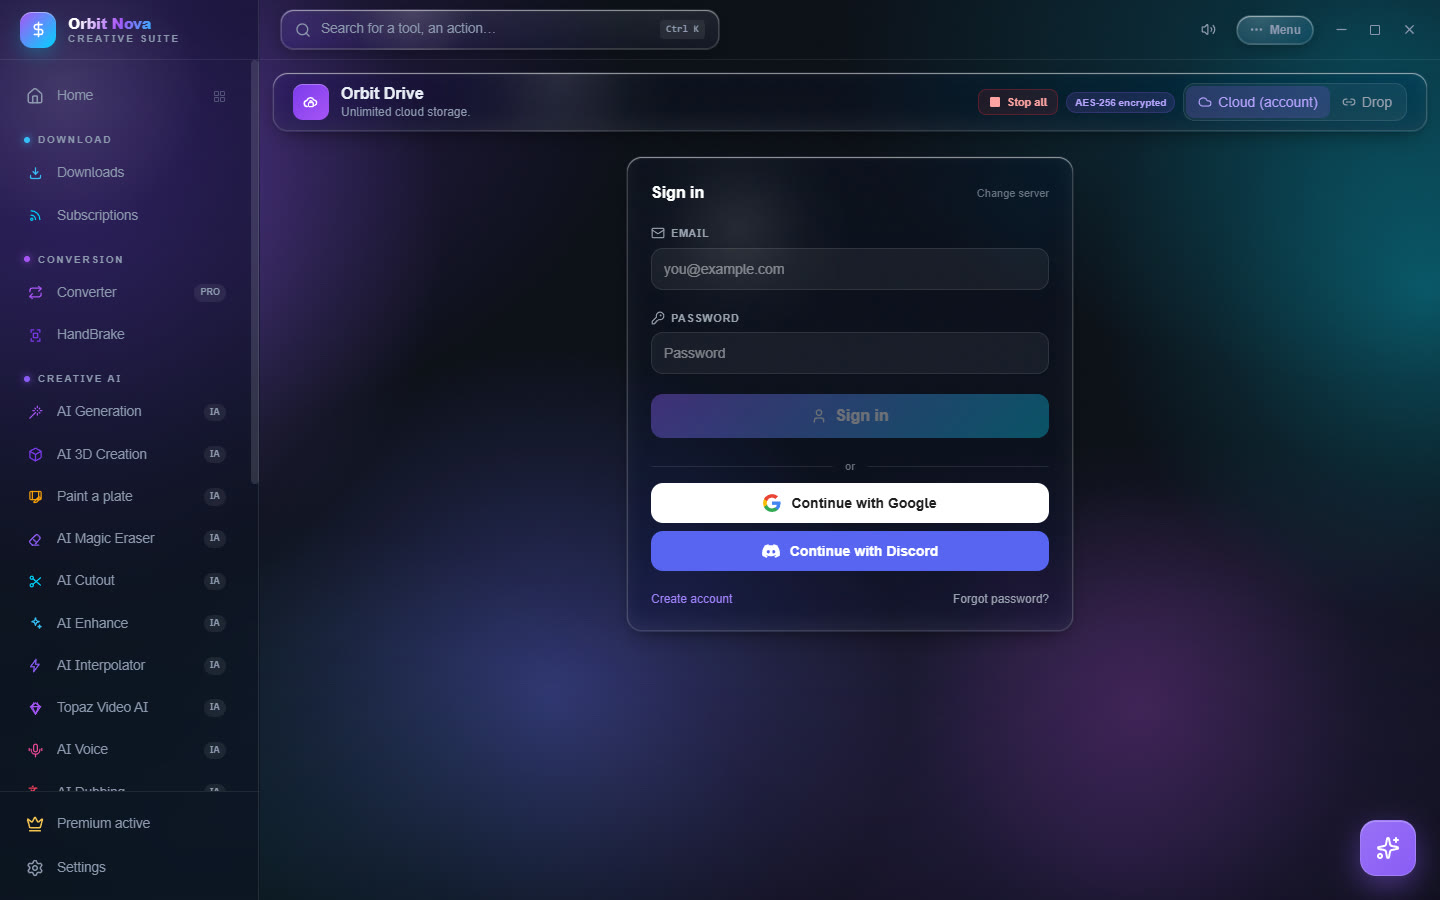 Orbit Nova
CREATIVE SUITE
Search for a tool, an action...
Ctrl K
Menu
Home
DOWNLOAD
Downloads
Subscriptions
CONVERSION
Converter
PRO
HandBrake
CREATIVE AI
AI Generation
IA
AI 3D Creation
IA
Paint a plate
IA
AI Magic Eraser
IA
AI Cutout
IA
AI Enhance
IA
AI Interpolator
IA
Topaz Video AI
IA
AI Voice
IA
AI Dubbing
IA
Premium active
Settings
Orbit Drive
Unlimited cloud storage.
Stop all
AES-256 encrypted
Cloud (account)
Drop
Sign in
Change server
EMAIL
you@example.com
PASSWORD
Password
Sign in
or
Continue with Google
Continue with Discord
Create account
Forgot password?